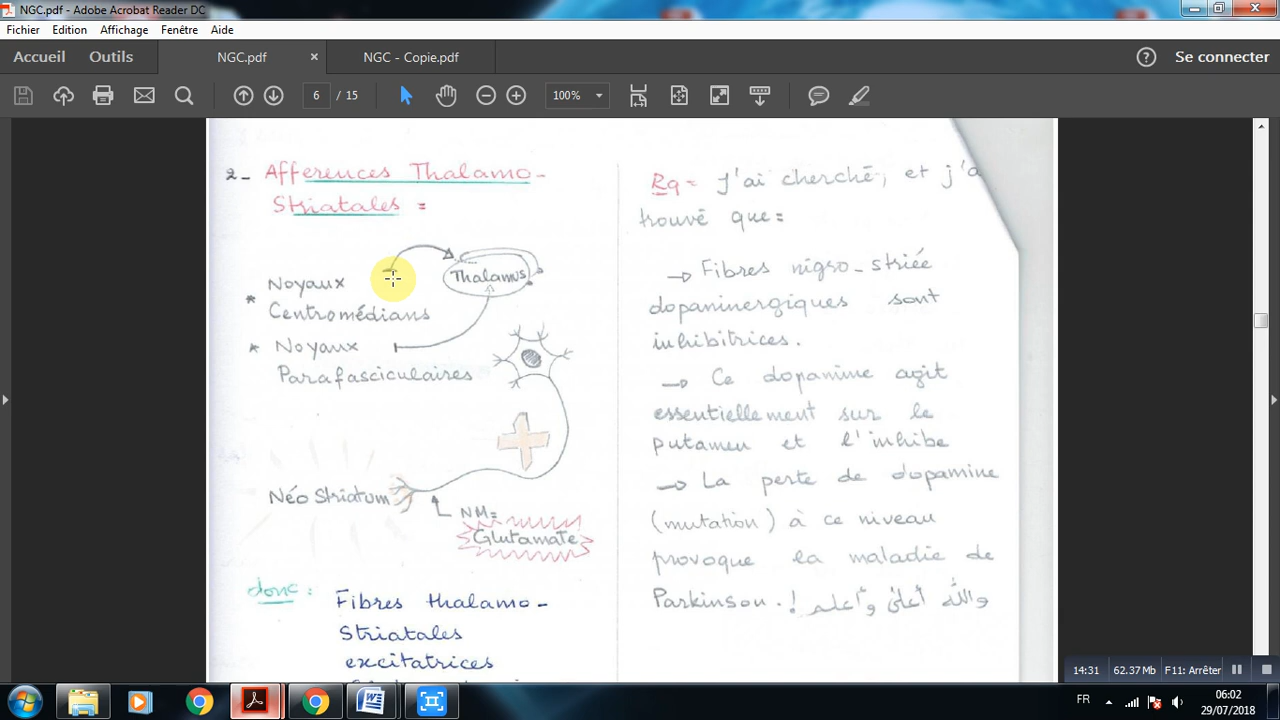 NGC.pdf - Adobe Acrobat Reader DC
Fichier Edition Affichage Fenêtre Aide
Accueil Outils NGC.pdf × NGC - Copie.pdf ? Se connecter
6 / 15 100%
2- Afferences Thalamo-
Striatales =
Noyaux
* Centromédians
Thalamus
* Noyaux
Parafasciculaires
Néo Striatum
NM=
Glutamate
donc :
Fibres thalamo-
Striatales
excitatrices
Rq= J'ai cherché, et j'a
trouvé que=
→ Fibres nigro-striée
dopaninergiques sont
inhibitrices.
→ Ce dopamine agit
essentiellement sur le
putamen et l'inhibe
→ La perte de dopamine
(mutation) à ce niveau
provoque la maladie de
Parkinson. والله أعلى وأعلم !
14:31 62.37 Mb F11: Arrêter
FR 06:02
29/07/2018